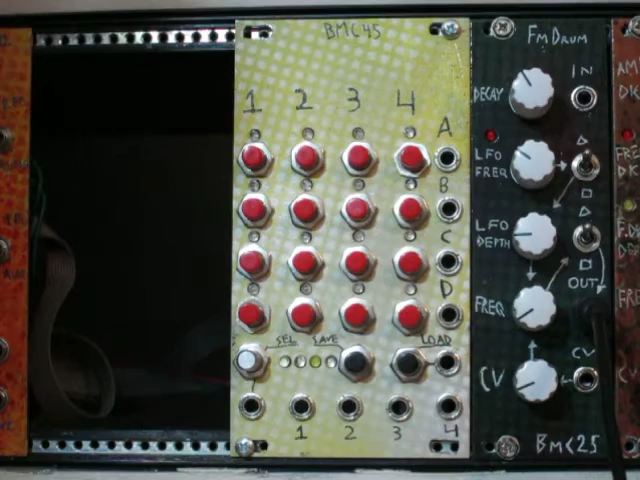 BMC45
1 2 3 4
A
B
C
D
SEL SAVE LOAD
1 2 3 4
FM DRUM
IN
DECAY
LFO
FREQ
LFO
DEPTH
OUT
FREQ
CV
CV
BMC25